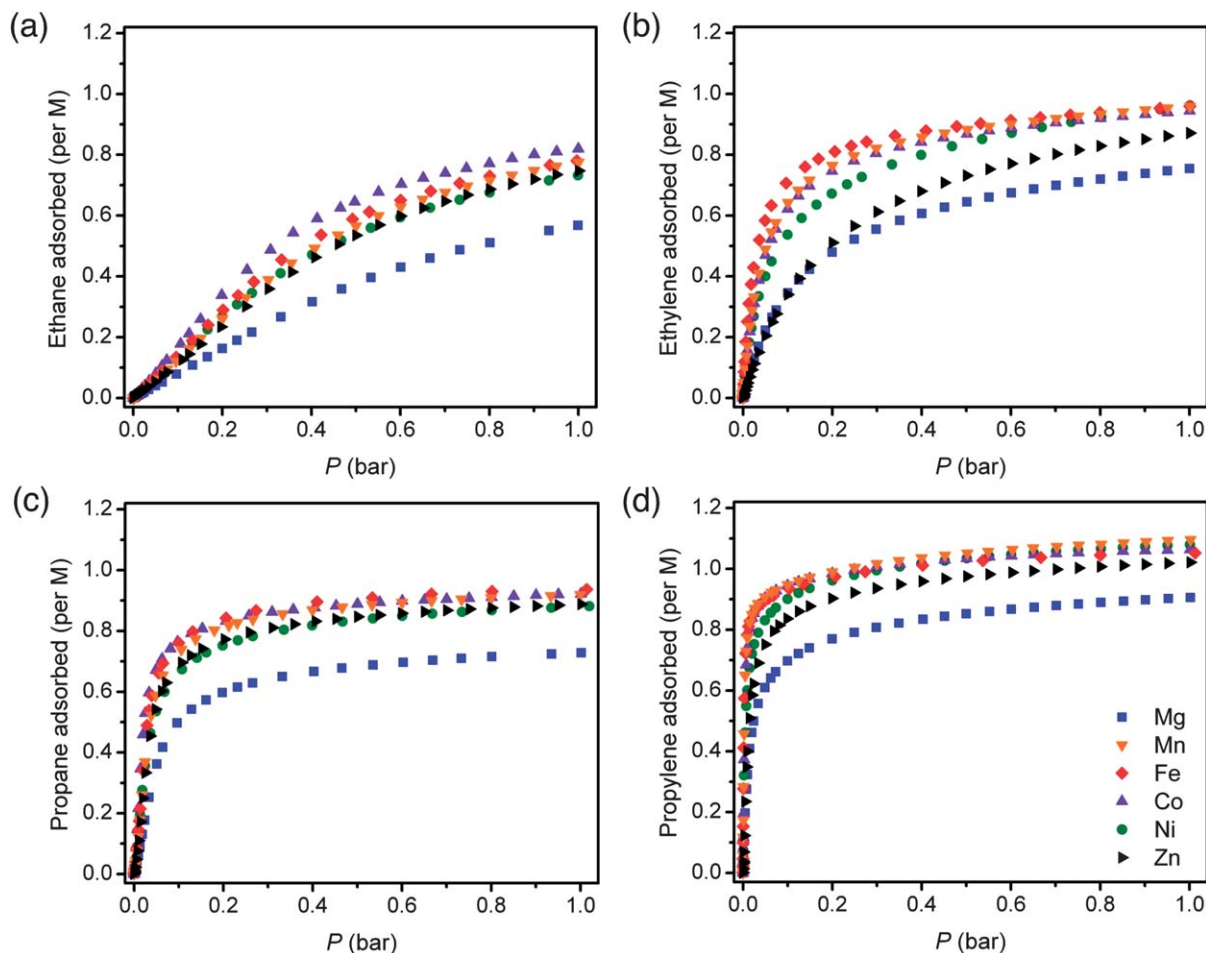 (a)
1.2
1.0
0.8
0.6
0.4
0.2
0.0
Ethane adsorbed (per M)
0.0 0.2 0.4 0.6 0.8 1.0
P (bar)
(b)
1.2
1.0
0.8
0.6
0.4
0.2
0.0
Ethylene adsorbed (per M)
0.0 0.2 0.4 0.6 0.8 1.0
P (bar)
(c)
1.2
1.0
0.8
0.6
0.4
0.2
0.0
Propane adsorbed (per M)
0.0 0.2 0.4 0.6 0.8 1.0
P (bar)
(d)
1.2
1.0
0.8
0.6
0.4
0.2
0.0
Propylene adsorbed (per M)
0.0 0.2 0.4 0.6 0.8 1.0
P (bar)
Mg
Mn
Fe
Co
Ni
Zn